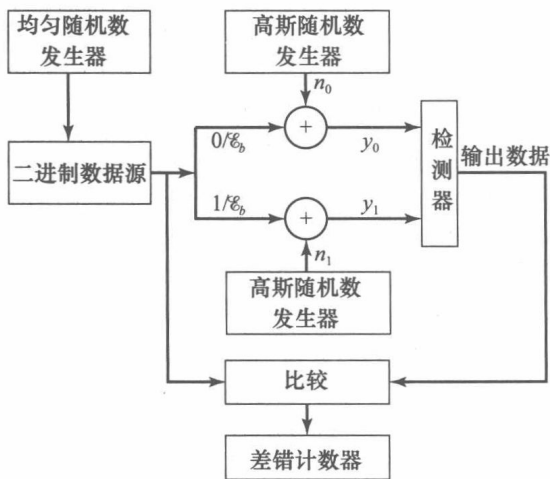 均匀随机数
发生器
高斯随机数
发生器
n₀
0/ℰb
y₀
二进制数据源
检测器
输出数据
1/ℰb
y₁
n₁
高斯随机数
发生器
比较
差错计数器